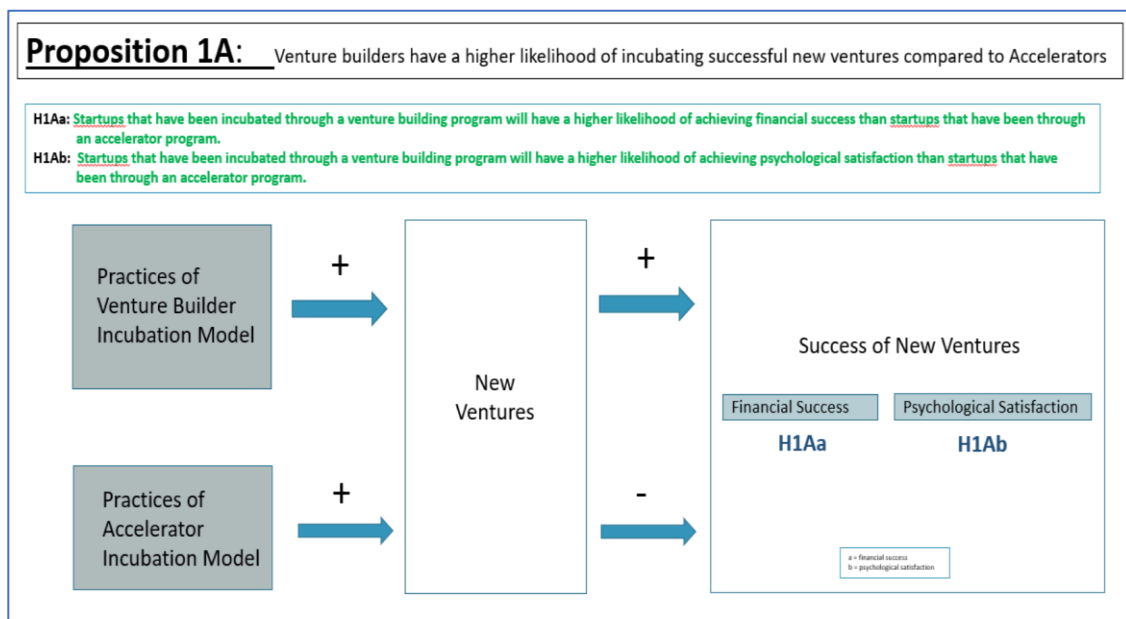 Proposition 1A: Venture builders have a higher likelihood of incubating successful new ventures compared to Accelerators
H1Aa: Startups that have been incubated through a venture building program will have a higher likelihood of achieving financial success than startups that have been through
an accelerator program.
H1Ab: Startups that have been incubated through a venture building program will have a higher likelihood of achieving psychological satisfaction than startups that have
been through an accelerator program.
Practices of
Venture Builder
Incubation Model
+
New
Ventures
+
Success of New Ventures
Financial Success
Psychological Satisfaction
H1Aa
H1Ab
Practices of
Accelerator
Incubation Model
+
-
a = financial success
b = psychological satisfaction